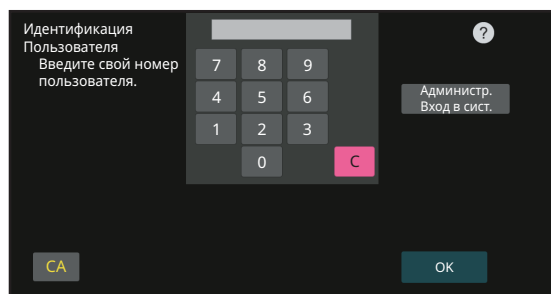 Идентификация
Пользователя
Введите свой номер
пользователя.
?
7 8 9
4 5 6
1 2 3
0 C
Администр.
Вход в сист.
CA
OK